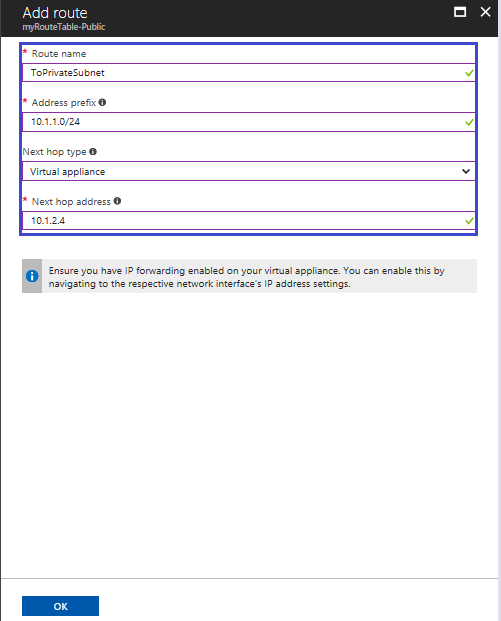 Add route
myRouteTable-Public
* Route name
ToPrivateSubnet
* Address prefix
10.1.1.0/24
Next hop type
Virtual appliance
* Next hop address
10.1.2.4
Ensure you have IP forwarding enabled on your virtual appliance. You can enable this by
navigating to the respective network interface's IP address settings.
OK